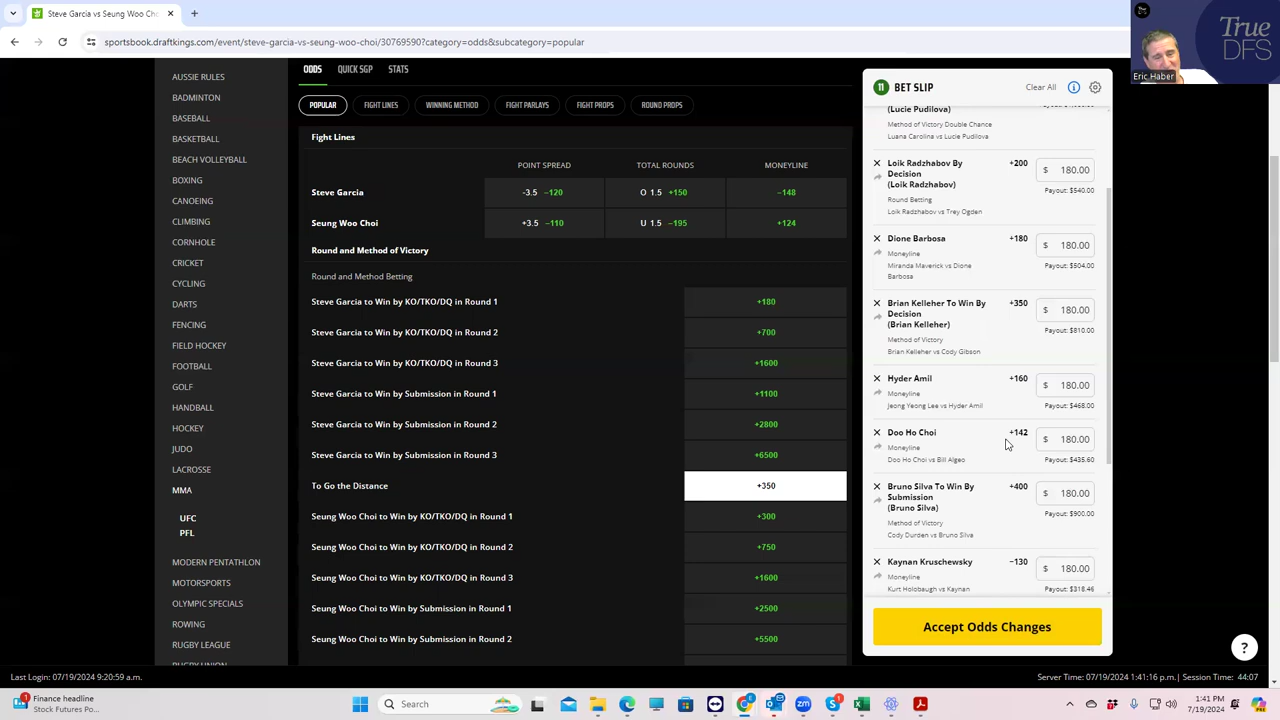 Steve Garcia vs Seung Woo Cho
sportsbook.draftkings.com/event/steve-garcia-vs-seung-woo-choi/30769590?category=odds&subcategory=popular
True
DFS
Eric Haber
AUSSIE RULES
BADMINTON
BASEBALL
BASKETBALL
BEACH VOLLEYBALL
BOXING
CANOEING
CLIMBING
CORNHOLE
CRICKET
CYCLING
DARTS
FENCING
FIELD HOCKEY
FOOTBALL
GOLF
HANDBALL
HOCKEY
JUDO
LACROSSE
MMA
UFC
PFL
MODERN PENTATHLON
MOTORSPORTS
OLYMPIC SPECIALS
ROWING
RUGBY LEAGUE
RUGBY UNION
ODDS QUICK SGP STATS
POPULAR FIGHT LINES WINNING METHOD FIGHT PARLAYS FIGHT PROPS ROUND PROPS
Fight Lines
POINT SPREAD TOTAL ROUNDS MONEYLINE
Steve Garcia -3.5 −120 O 1.5 +150 −148
Seung Woo Choi +3.5 −110 U 1.5 −195 +124
Round and Method of Victory
Round and Method Betting
Steve Garcia to Win by KO/TKO/DQ in Round 1 +180
Steve Garcia to Win by KO/TKO/DQ in Round 2 +700
Steve Garcia to Win by KO/TKO/DQ in Round 3 +1600
Steve Garcia to Win by Submission in Round 1 +1100
Steve Garcia to Win by Submission in Round 2 +2800
Steve Garcia to Win by Submission in Round 3 +6500
To Go the Distance +350
Seung Woo Choi to Win by KO/TKO/DQ in Round 1 +300
Seung Woo Choi to Win by KO/TKO/DQ in Round 2 +750
Seung Woo Choi to Win by KO/TKO/DQ in Round 3 +1600
Seung Woo Choi to Win by Submission in Round 1 +2500
Seung Woo Choi to Win by Submission in Round 2 +5500
11 BET SLIP Clear All
(Lucie Pudilova)
Method of Victory Double Chance
Luana Carolina vs Lucie Pudilova
Loik Radzhabov By +200 $ 180.00
Decision
(Loik Radzhabov) Payout: $540.00
Round Betting
Loik Radzhabov vs Trey Ogden
Dione Barbosa +180 $ 180.00
Moneyline
Miranda Maverick vs Dione Payout: $504.00
Barbosa
Brian Kelleher To Win By +350 $ 180.00
Decision
(Brian Kelleher) Payout: $810.00
Method of Victory
Brian Kelleher vs Cody Gibson
Hyder Amil +160 $ 180.00
Moneyline
Jeong Yeong Lee vs Hyder Amil Payout: $468.00
Doo Ho Choi +142 $ 180.00
Moneyline
Doo Ho Choi vs Bill Algeo Payout: $435.60
Bruno Silva To Win By +400 $ 180.00
Submission
(Bruno Silva) Payout: $900.00
Method of Victory
Cody Durden vs Bruno Silva
Kaynan Kruschewsky −130 $ 180.00
Moneyline
Kurt Holobaugh vs Kaynan Payout: $318.46
Accept Odds Changes
?
Last Login: 07/19/2024 9:20:59 a.m. Server Time: 07/19/2024 1:41:16 p.m.| Session Time: 44:07
1
Finance headline
Stock Futures Po...
Search
1:41 PM
7/19/2024